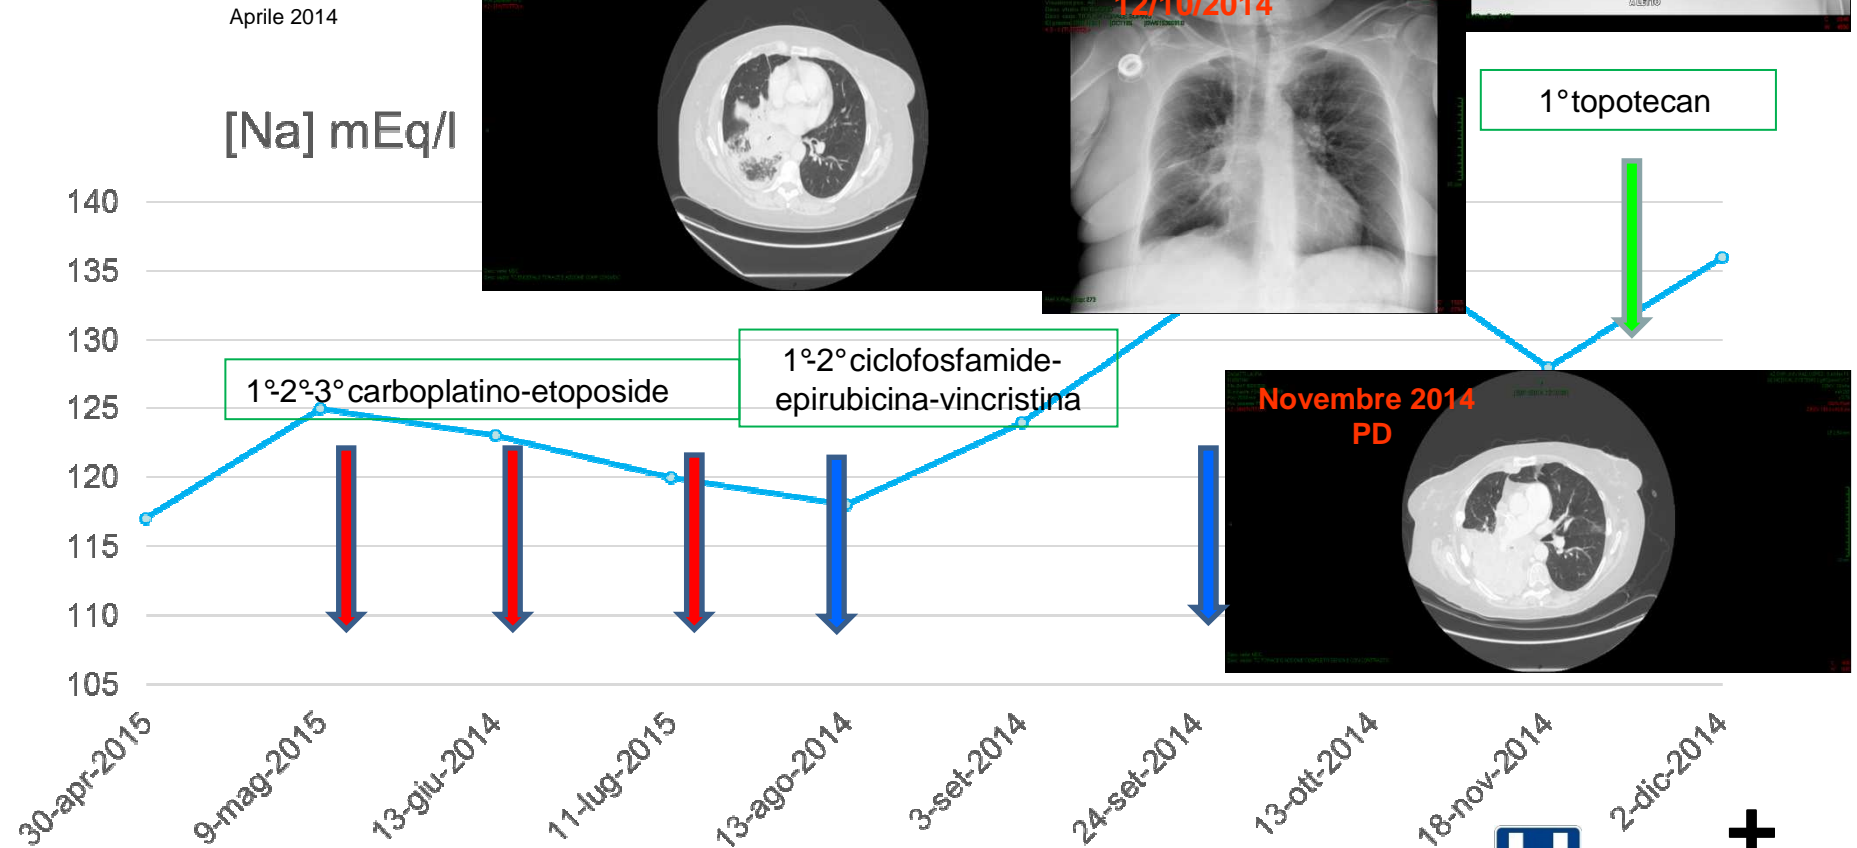 Aprile 2014
12/10/2014
A LETTO
1° topotecan
[Na] mEq/l
140
135
130
125
120
115
110
105
1°-2°-3° carboplatino-etoposide
1°-2° ciclofosfamide-
epirubicina-vincristina
Novembre 2014
PD
30-apr-2015
9-mag-2015
13-giu-2014
11-lug-2015
13-ago-2014
3-set-2014
24-set-2014
13-ott-2014
18-nov-2014
2-dic-2014
H